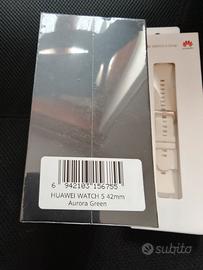 6 942103 156755
HUAWEI WATCH 5 42mm
Aurora Green
HUAWEI
subito